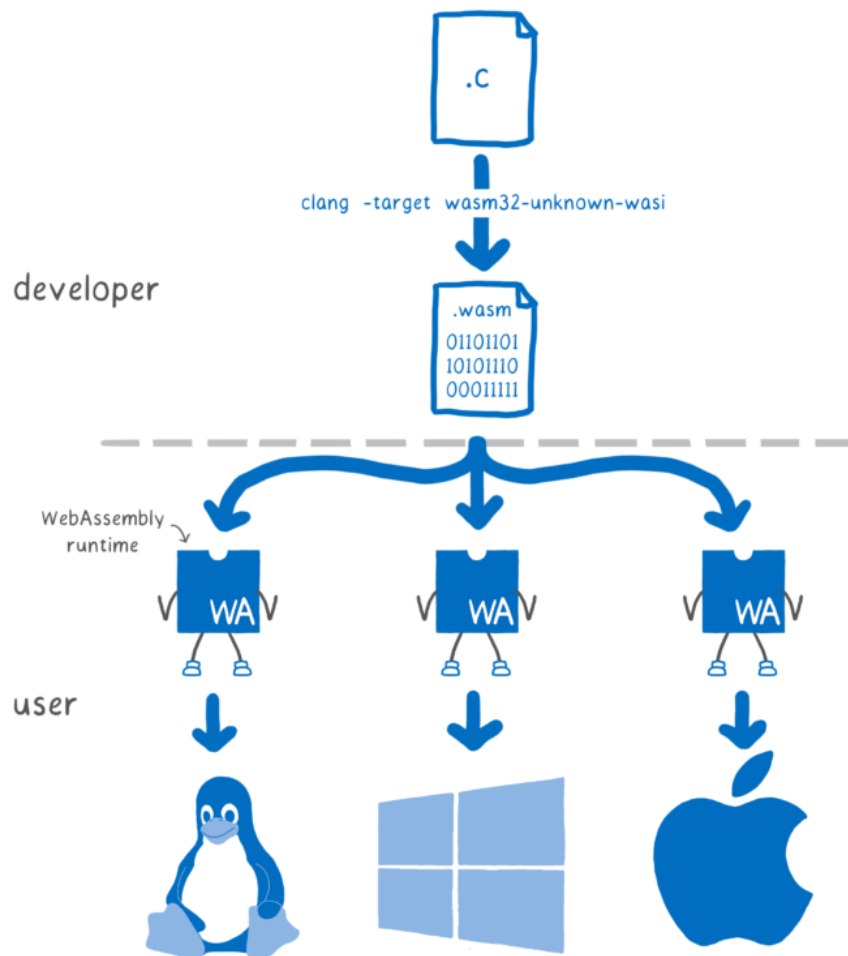 .c
clang -target wasm32-unknown-wasi
developer
.wasm
01101101
10101110
00011111
WebAssembly
runtime
WA
WA
WA
user